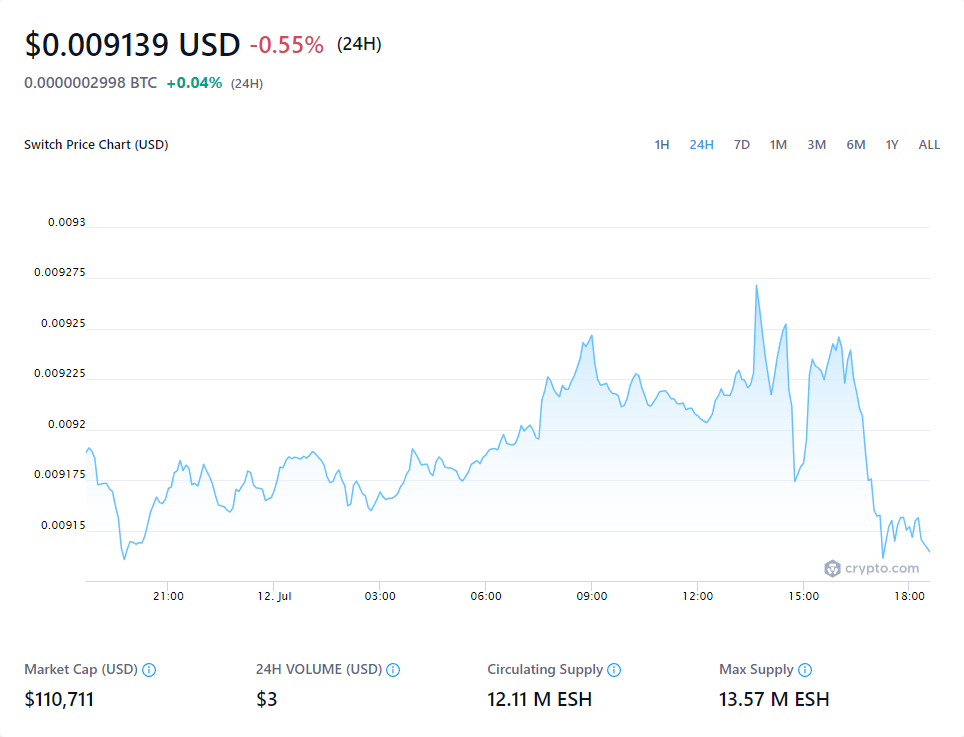 $0.009139 USD -0.55% (24H)
0.0000002998 BTC +0.04% (24H)
Switch Price Chart (USD) 1H 24H 7D 1M 3M 6M 1Y ALL
0.0093
0.009275
0.00925
0.009225
0.0092
0.009175
0.00915
crypto.com
21:00 12. Jul 03:00 06:00 09:00 12:00 15:00 18:00
Market Cap (USD) 24H VOLUME (USD) Circulating Supply Max Supply
$110,711 $3 12.11 M ESH 13.57 M ESH